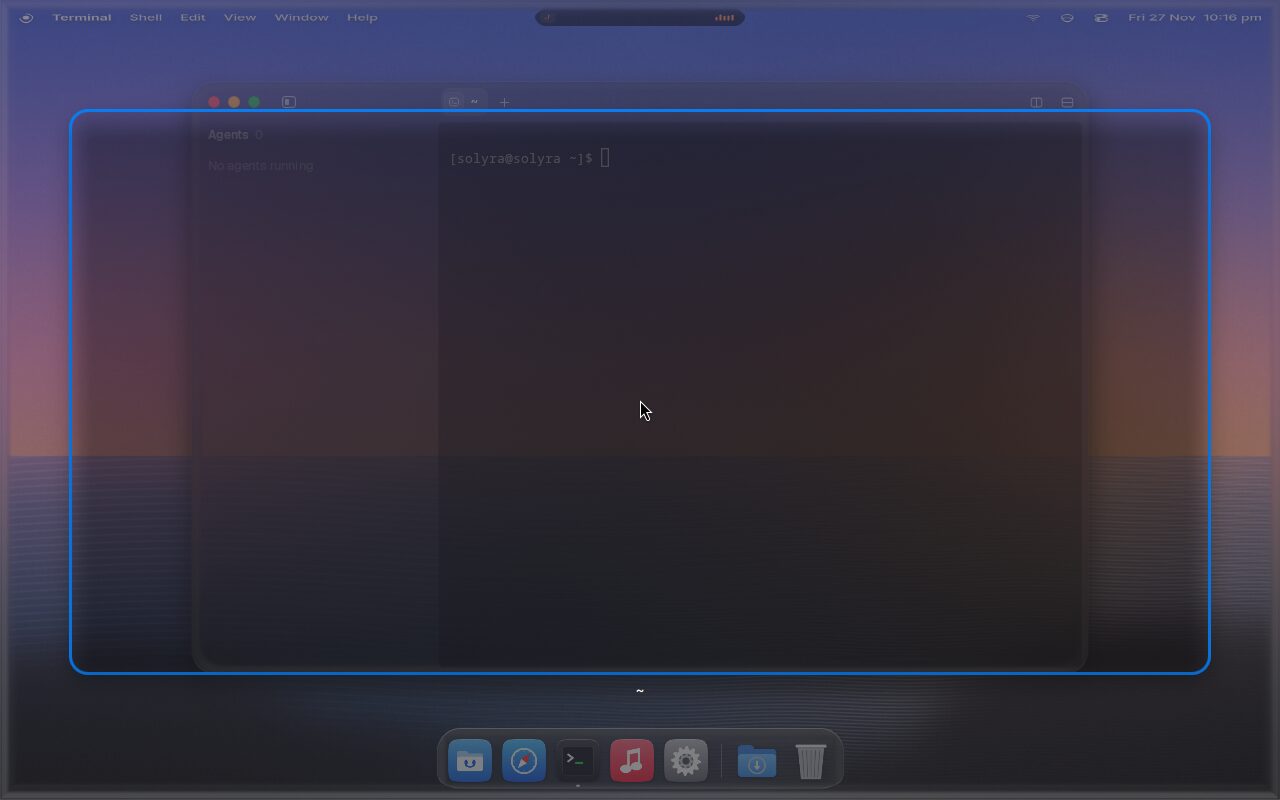 Terminal Shell Edit View Window Help Fri 27 Nov 10:16 pm
~
Agents 0
No agents running
[solyra@solyra ~]$
~